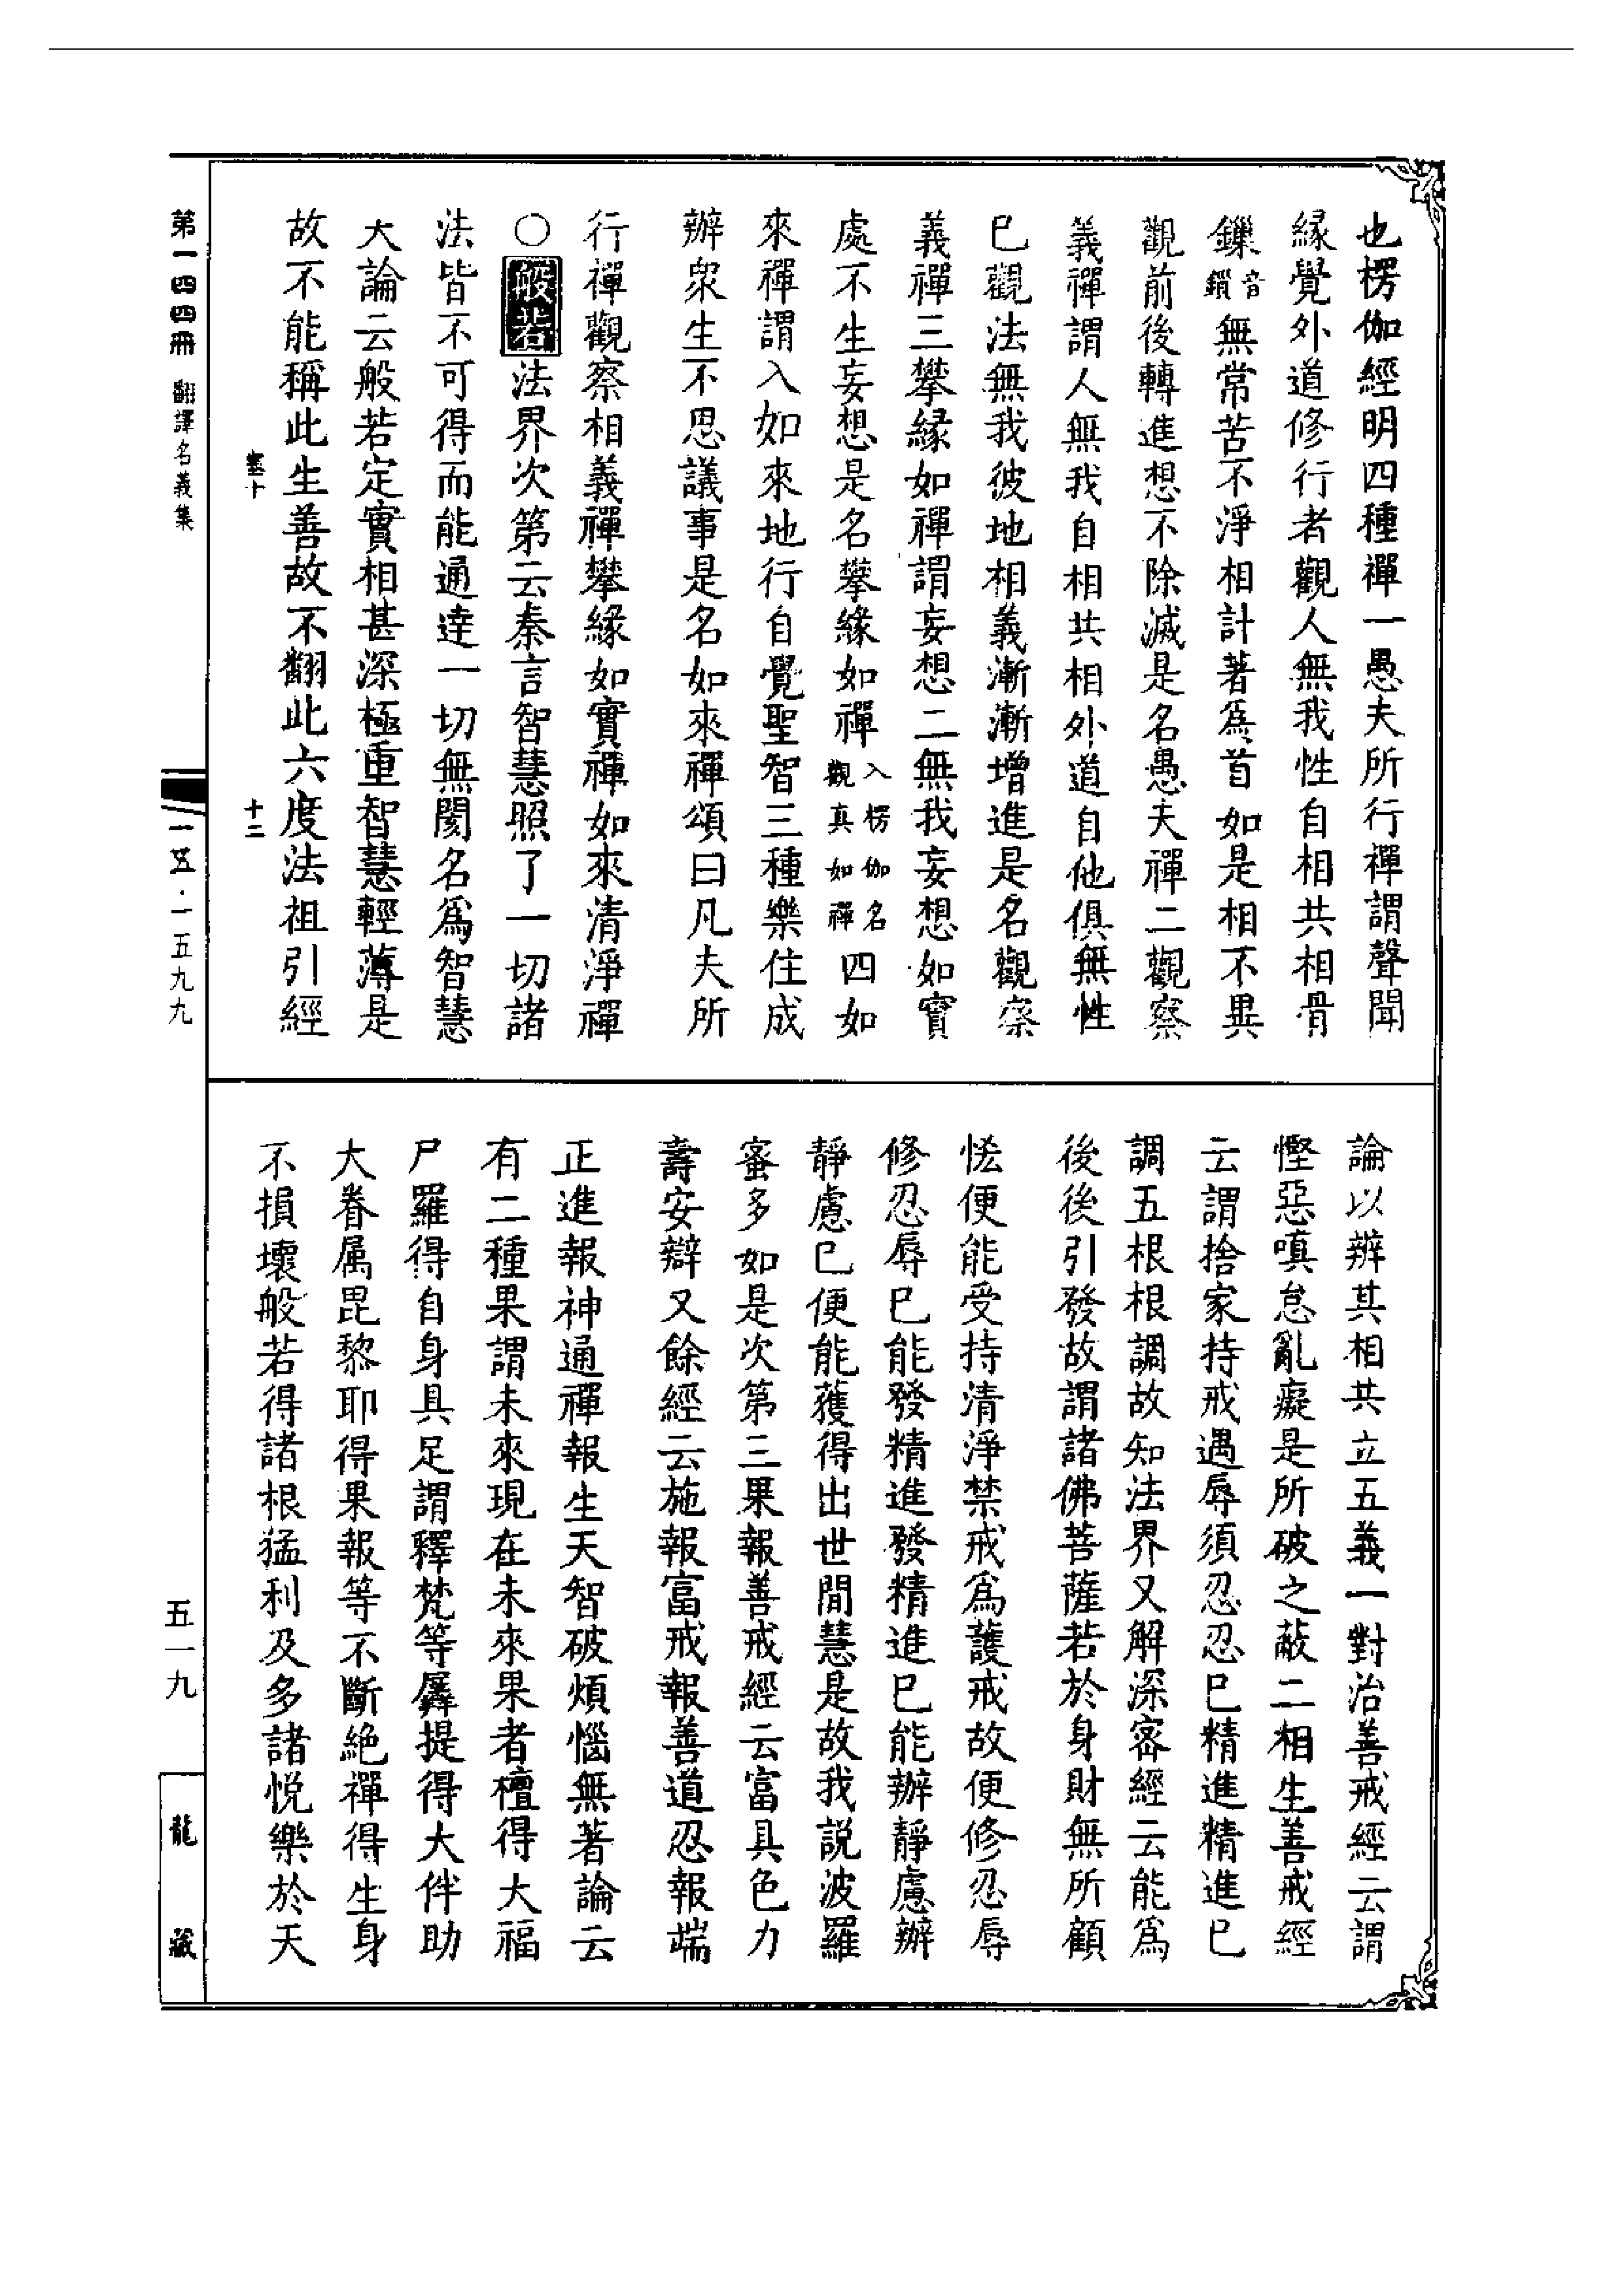 也楞伽經明四種禪一愚夫所行禪謂聲聞
緣覺外道修行者觀人無我性自相共相骨
鏁音鎖無常苦不淨相計著為首如是相不異
觀前後轉進想不除滅是名愚夫禪二觀察
義禪謂人無我自相共相外道自他俱無性
已觀法無我彼地相義漸漸增進是名觀察
義禪三攀緣如禪謂妄想二無我妄想如實
處不生妄想是名攀緣如禪入楞伽名觀真如禪四如
來禪謂入如來地行自覺聖智三種樂住成
辦眾生不思議事是名如來禪頌曰凡夫所
行禪觀察相義禪攀緣如實禪如來清淨禪
○般若法界次第云秦言智慧照了一切諸
法皆不可得而能通達一切無閡名為智慧
大論云般若定實相甚深極重智慧輕薄是
故不能稱此生善故不翻此六度法祖引經
十二
論以辨其相共立五義一對治善戒經云謂
慳惡嗔怠亂癡是所破之蔽二相生善戒經
云謂捨家持戒遇辱須忍忍已精進精進已
調五根根調故知法界又解深密經云能為
後後引發故謂諸佛菩薩若於身財無所顧
恡便能受持清淨禁戒為護戒故便修忍辱
修忍辱已能發精進發精進已能辦靜慮辦
靜慮已便能獲得出世間慧是故我說波羅
蜜多如是次第三果報善戒經云富具色力
壽安辯又餘經云施報富戒報善道忍報端
正進報神通禪報生天智破煩惱無著論云
有二種果謂未來現在未來果者檀得大福
尸羅得自身具足謂釋梵等羼提得大伴助
大眷属毘黎耶得果報等不斷絕禪得生身
不損壞般若得諸根猛利及多諸悅樂於天
第一四四冊 翻譯名義集
一五五·一五九九
五一九
龍藏